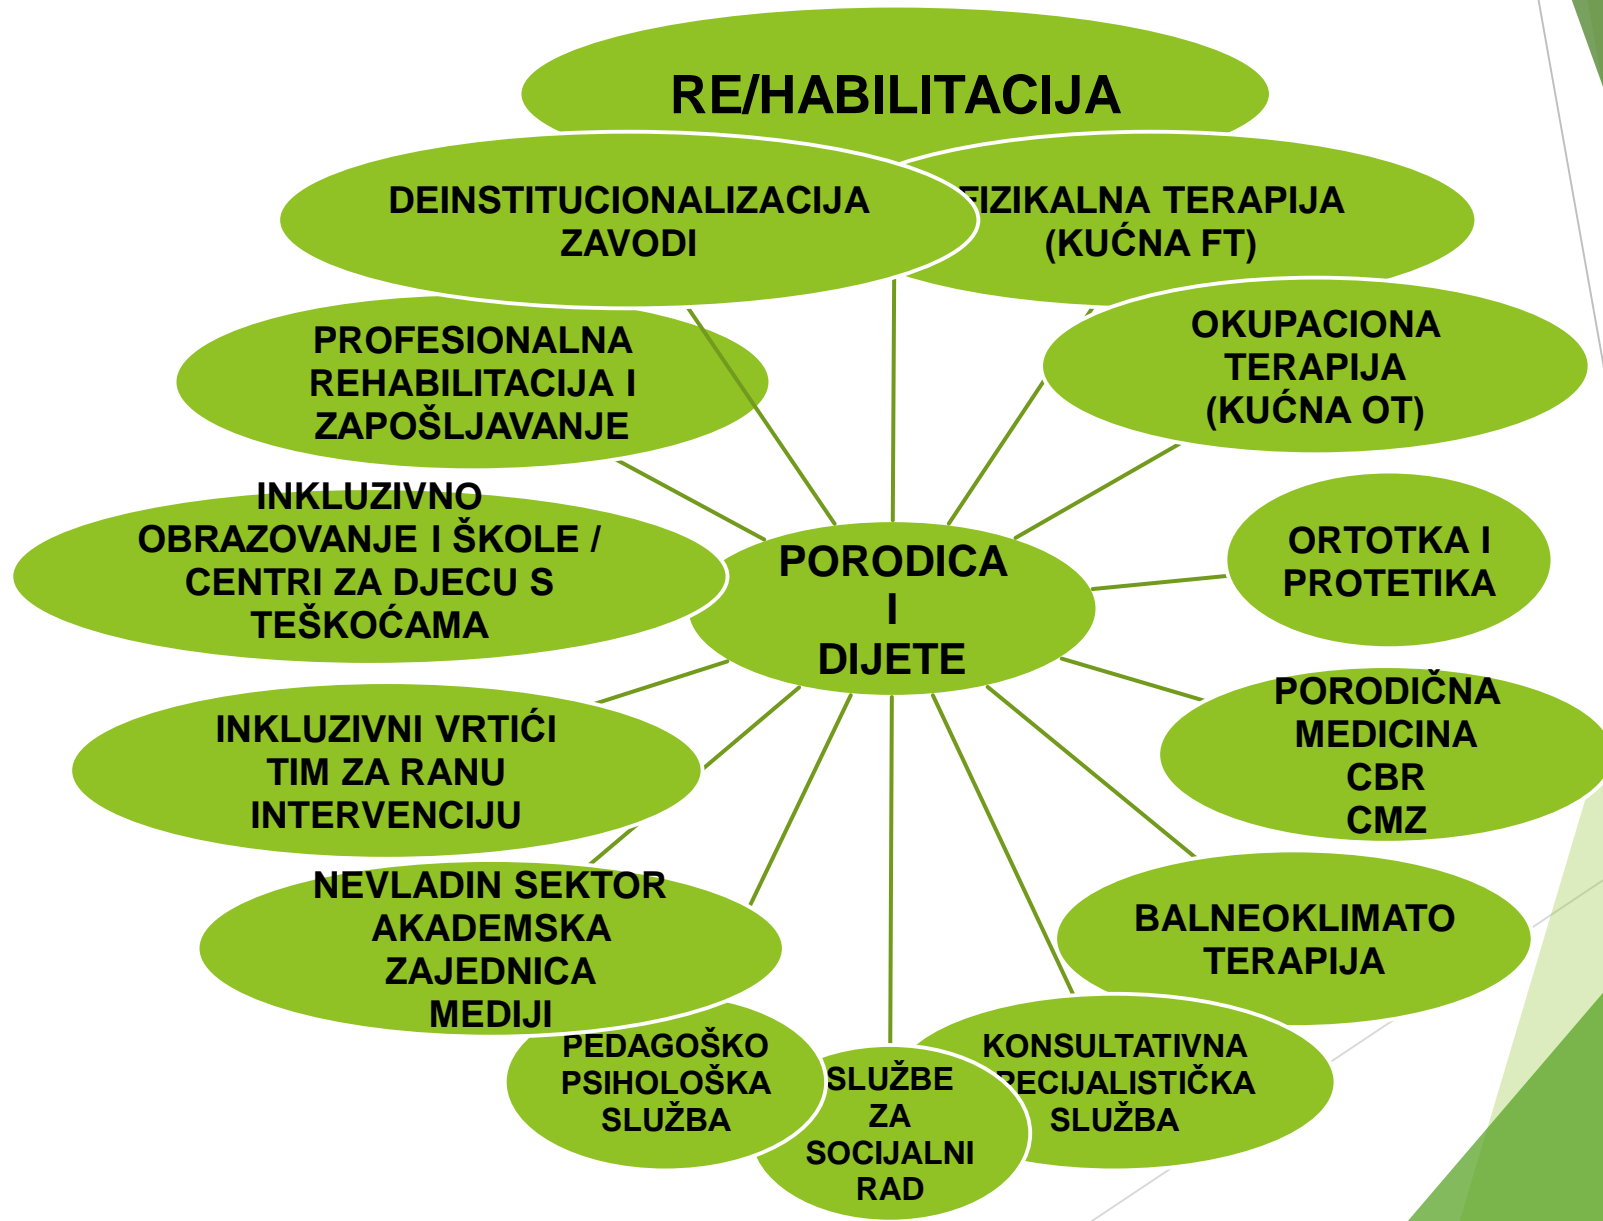 RE/HABILITACIJA
DEINSTITUCIONALIZACIJA
ZAVODI
FIZIKALNA TERAPIJA
(KUĆNA FT)
OKUPACIONA
TERAPIJA
(KUĆNA OT)
PROFESIONALNA
REHABILITACIJA I
ZAPOŠLJAVANJE
INKLUZIVNO
OBRAZOVANJE I ŠKOLE /
CENTRI ZA DJECU S
TEŠKOĆAMA
PORODICA
I
DIJETE
ORTOTKA I
PROTETIKA
PORODIČNA
MEDICINA
CBR
CMZ
INKLUZIVNI VRTIĆI
TIM ZA RANU
INTERVENCIJU
NEVLADIN SEKTOR
AKADEMSKA
ZAJEDNICA
MEDIJI
BALNEOKLIMATO
TERAPIJA
PEDAGOŠKO
PSIHOLOŠKA
SLUŽBA
SLUŽBE
ZA
SOCIJALNI
RAD
KONSULTATIVNA
SPECIJALISTIČKA
SLUŽBA